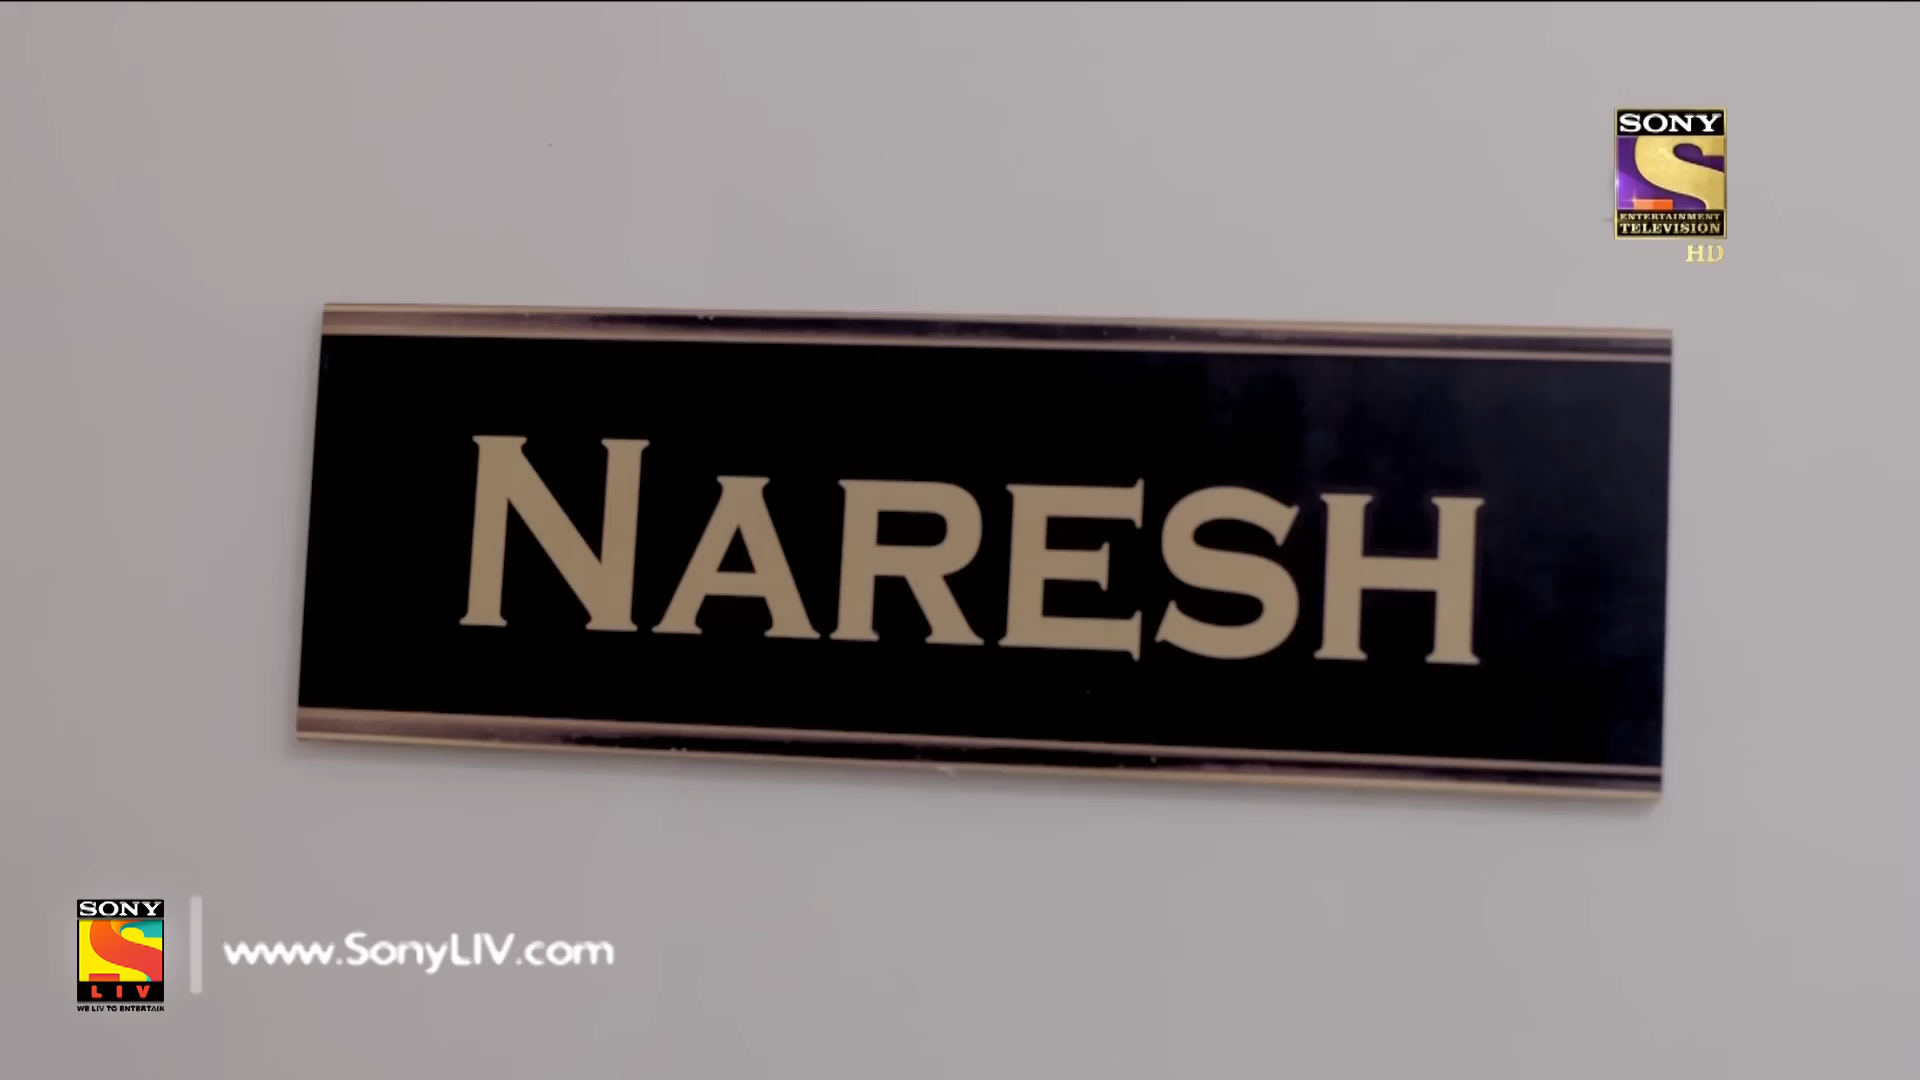 SONY
ENTERTAINMENT
TELEVISION
HD
NARESH
SONY
LIV
WE LIV TO ENTERTAIN
www.SonyLIV.com